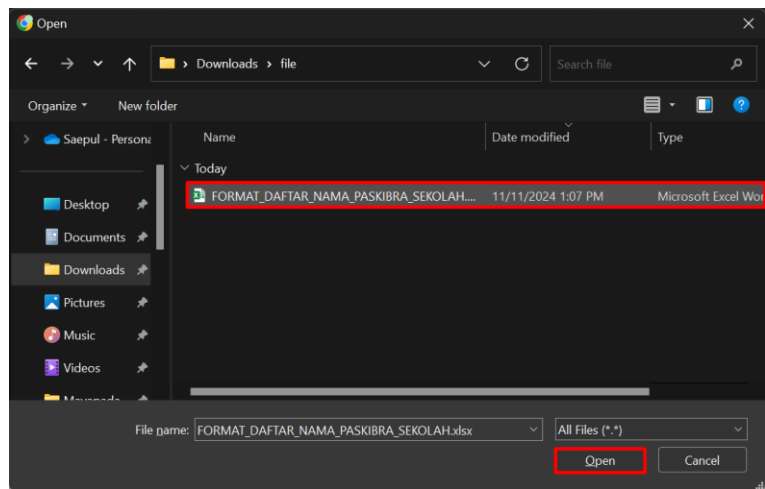 Open
Downloads > file
Search file
Organize
New folder
Saepul - Persona
Name
Date modified
Type
Today
FORMAT_DAFTAR_NAMA_PASKIBRA_SEKOLAH....
11/11/2024 1:07 PM
Microsoft Excel Wor
Desktop
Documents
Downloads
Pictures
Music
Videos
File name:
FORMAT_DAFTAR_NAMA_PASKIBRA_SEKOLAH.xlsx
All Files (*.*)
Open
Cancel